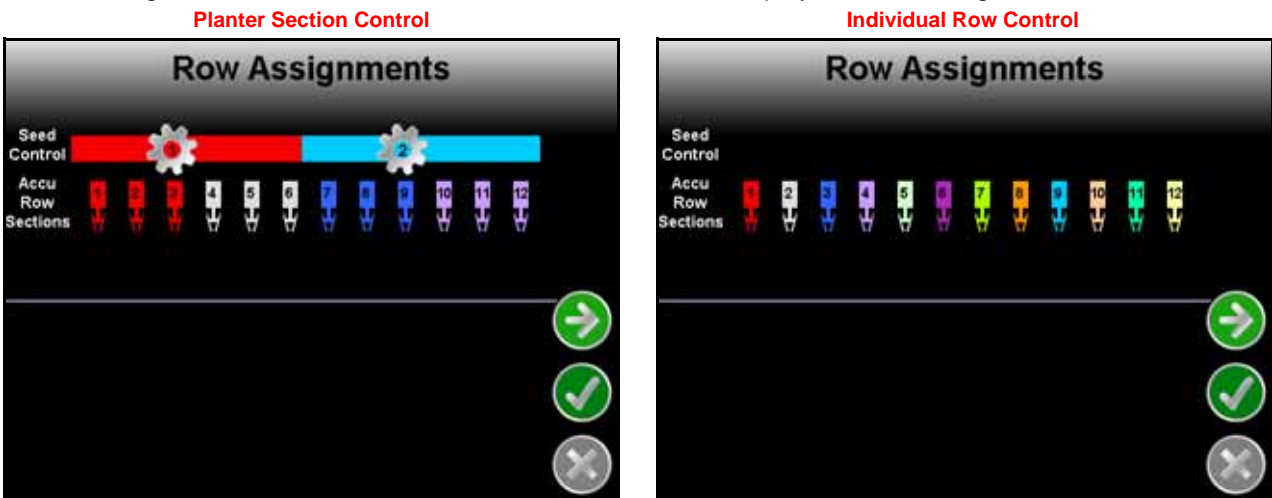 Planter Section Control
Row Assignments
Seed
Control
1 2
Accu
Row
Sections
1 2 3 4 5 6 7 8 9 10 11 12
Individual Row Control
Row Assignments
Seed
Control
Accu
Row
Sections
1 2 3 4 5 6 7 8 9 10 11 12